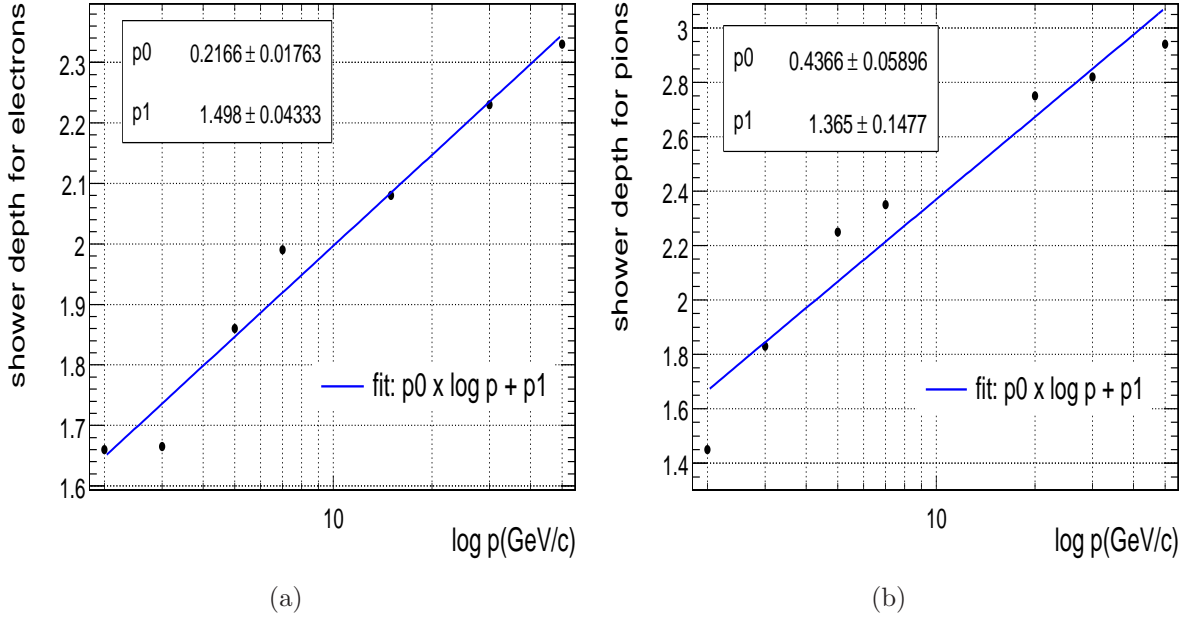 shower depth for electrons
p0 0.2166 ± 0.01763
p1 1.498 ± 0.04333
2.3
2.2
2.1
2
1.9
1.8
1.7
1.6
fit: p0 x log p + p1
10
log p(GeV/c)
(a)
shower depth for pions
p0 0.4366 ± 0.05896
p1 1.365 ± 0.1477
3
2.8
2.6
2.4
2.2
2
1.8
1.6
1.4
fit: p0 x log p + p1
10
log p(GeV/c)
(b)